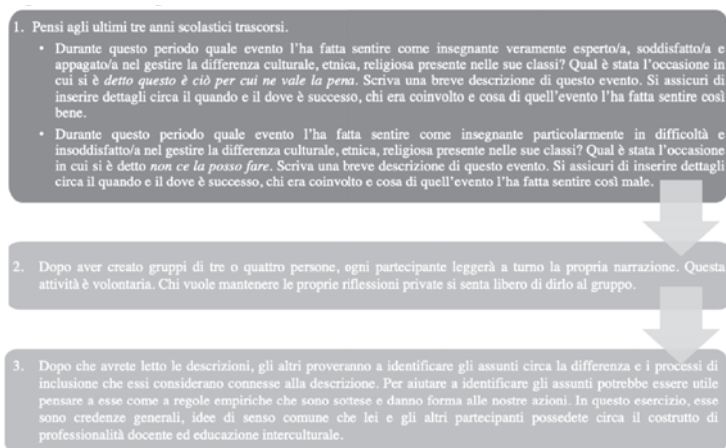 1. Pensi agli ultimi tre anni scolastici trascorsi.
• Durante questo periodo quale evento l'ha fatta sentire come insegnante veramente esperto/a, soddisfatto/a e
appagato/a nel gestire la differenza culturale, etnica, religiosa presente nelle sue classi? Qual è stata l'occasione in
cui si è detto questo è ciò per cui ne vale la pena. Scriva una breve descrizione di questo evento. Si assicuri di
inserire dettagli circa il quando e il dove è successo, chi era coinvolto e cosa di quell'evento l'ha fatta sentire così
bene.
• Durante questo periodo quale evento l'ha fatta sentire come insegnante particolarmente in difficoltà e
insoddisfatto/a nel gestire la differenza culturale, etnica, religiosa presente nelle sue classi? Qual è stata l'occasione
in cui si è detto non ce la posso fare. Scriva una breve descrizione di questo evento. Si assicuri di inserire dettagli
circa il quando e il dove è successo, chi era coinvolto e cosa di quell'evento l'ha fatta sentire così male.
2. Dopo aver creato gruppi di tre o quattro persone, ogni partecipante leggerà a turno la propria narrazione. Questa
attività è volontaria. Chi vuole mantenere le proprie riflessioni private si senta libero di dirlo al gruppo.
3. Dopo che avrete letto le descrizioni, gli altri proveranno a identificare gli assunti circa la differenza e i processi di
inclusione che essi considerano connesse alla descrizione. Per aiutare a identificare gli assunti potrebbe essere utile
pensare a esse come a regole empiriche che sono sottese e danno forma alle nostre azioni. In questo esercizio, esse
sono credenze generali, idee di senso comune che lei e gli altri partecipanti possedete circa il costrutto di
professionalità docente ed educazione interculturale.